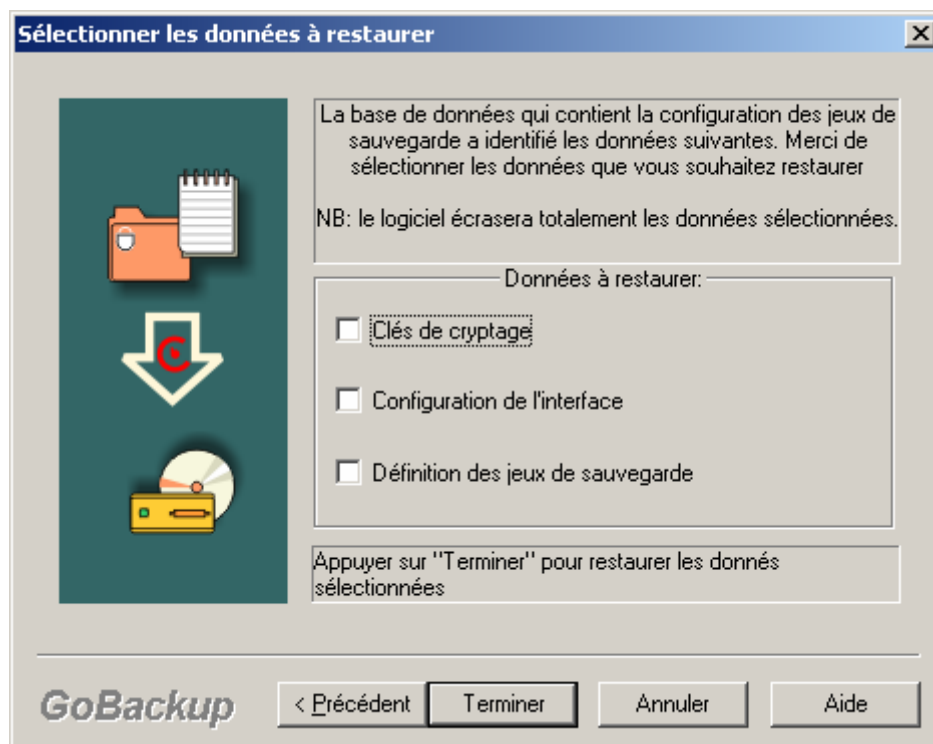 Sélectionner les données à restaurer
La base de données qui contient la configuration des jeux de
sauvegarde a identifié les données suivantes. Merci de
sélectionner les données que vous souhaitez restaurer
NB: le logiciel écrasera totalement les données sélectionnées.
Données à restaurer:
Clés de cryptage
Configuration de l'interface
Définition des jeux de sauvegarde
Appuyer sur "Terminer" pour restaurer les donnés
sélectionnées
GoBackup
< Précédent
Terminer
Annuler
Aide